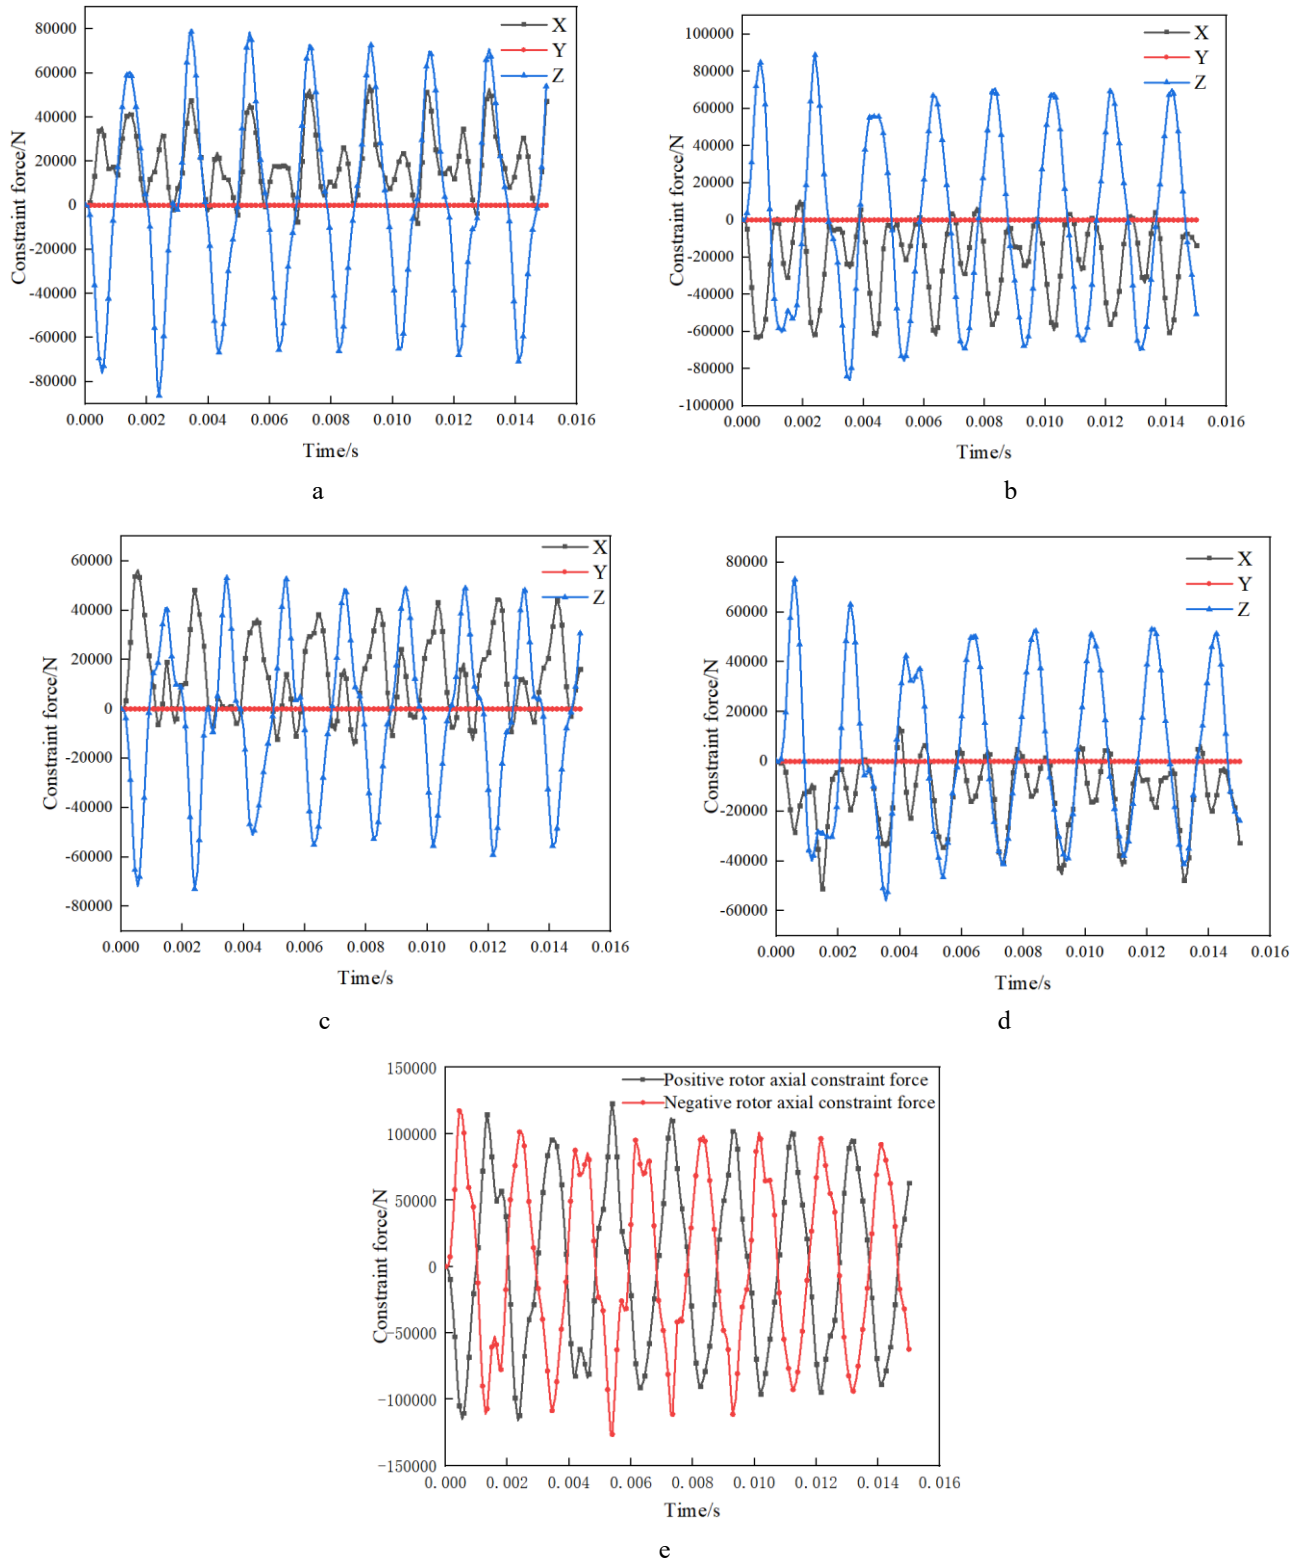 80000
60000
40000
20000
0
-20000
-40000
-60000
-80000
Constraint force/N
X
Y
Z
0.000 0.002 0.004 0.006 0.008 0.010 0.012 0.014 0.016
Time/s
a
100000
80000
60000
40000
20000
0
-20000
-40000
-60000
-80000
-100000
Constraint force/N
X
Y
Z
0.000 0.002 0.004 0.006 0.008 0.010 0.012 0.014 0.016
Time/s
b
60000
40000
20000
0
-20000
-40000
-60000
-80000
Constraint force/N
X
Y
Z
0.000 0.002 0.004 0.006 0.008 0.010 0.012 0.014 0.016
Time/s
c
80000
60000
40000
20000
0
-20000
-40000
-60000
Constraint force/N
X
Y
Z
0.000 0.002 0.004 0.006 0.008 0.010 0.012 0.014 0.016
Time/s
d
150000
100000
50000
0
-50000
-100000
-150000
Constraint force/N
Positive rotor axial constraint force
Negative rotor axial constraint force
0.000 0.002 0.004 0.006 0.008 0.010 0.012 0.014 0.016
Time/s
e